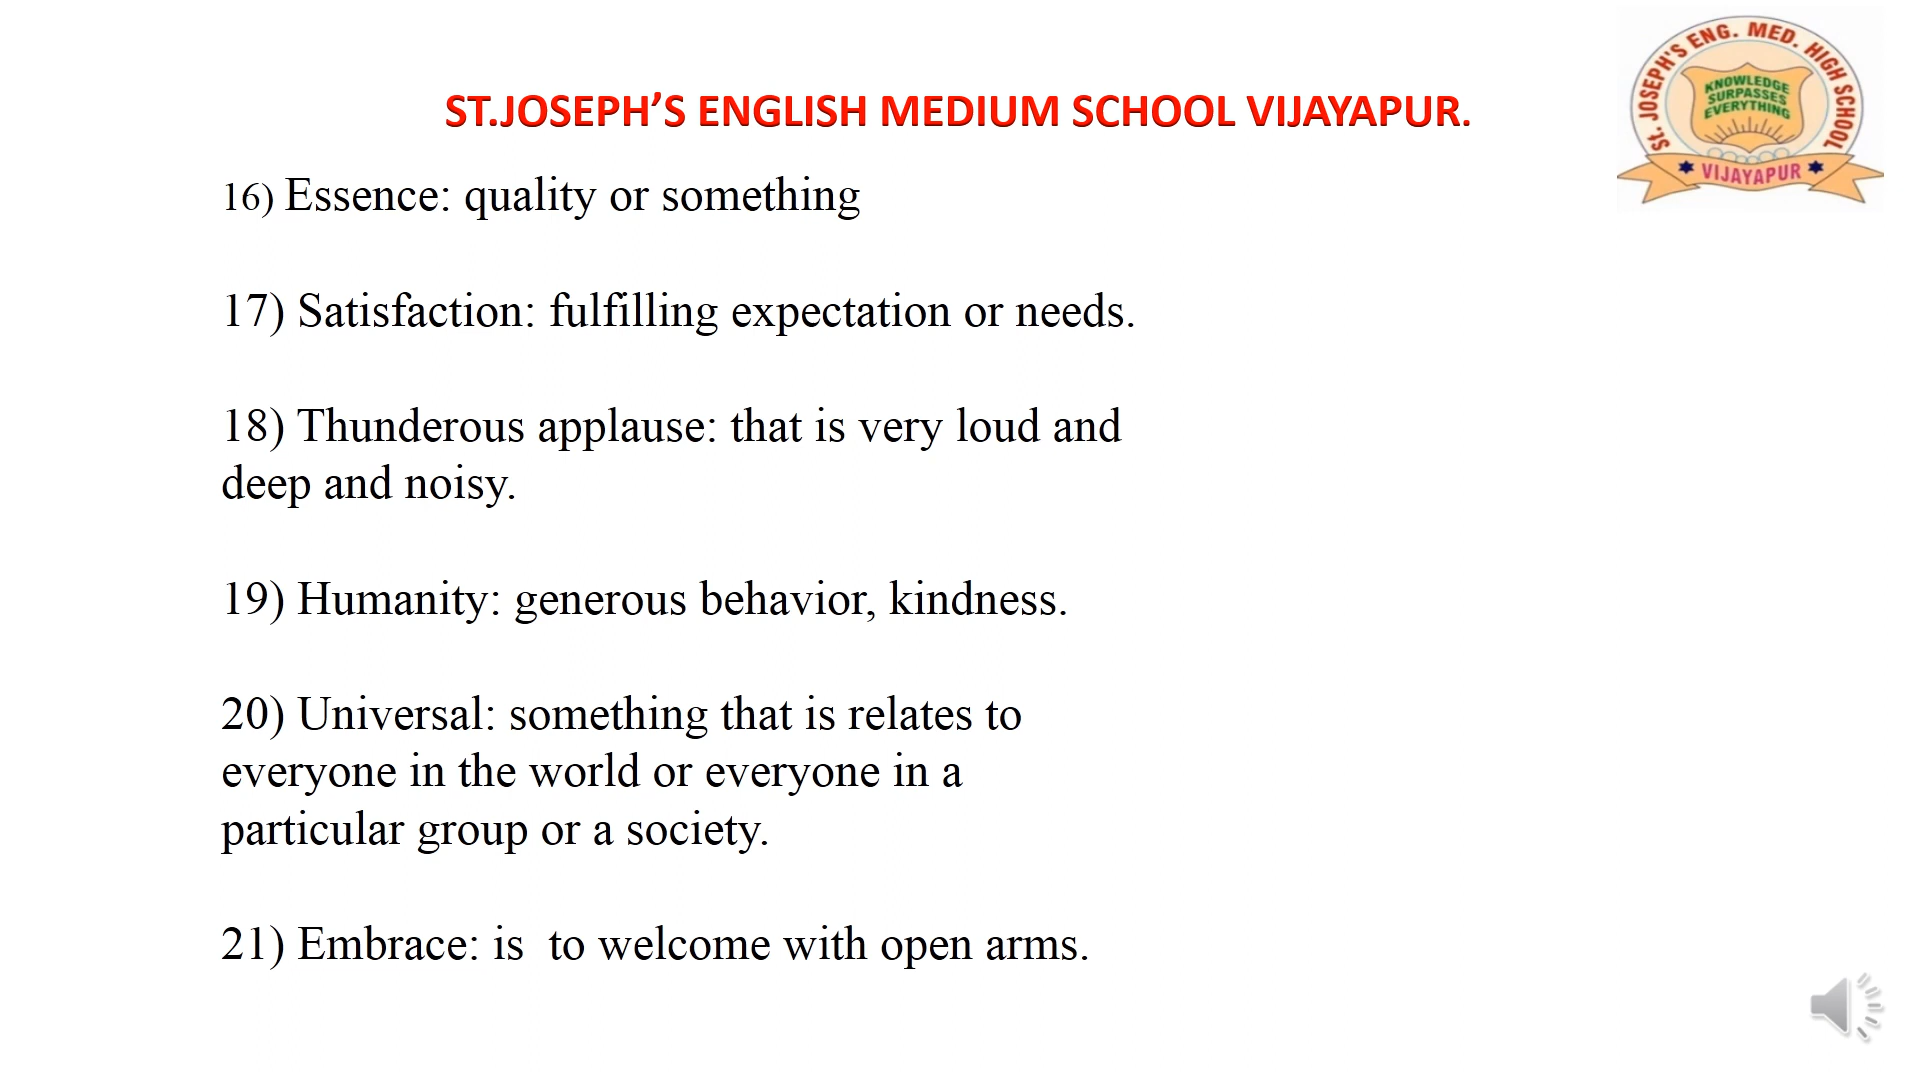 ST.JOSEPH’S ENGLISH MEDIUM SCHOOL VIJAYAPUR.
St. JOSEPH'S ENG. MED. HIGH SCHOOL
KNOWLEDGE
SURPASSES
EVERYTHING
VIJAYAPUR
16) Essence: quality or something
17) Satisfaction: fulfilling expectation or needs.
18) Thunderous applause: that is very loud and
deep and noisy.
19) Humanity: generous behavior, kindness.
20) Universal: something that is relates to
everyone in the world or everyone in a
particular group or a society.
21) Embrace: is  to welcome with open arms.